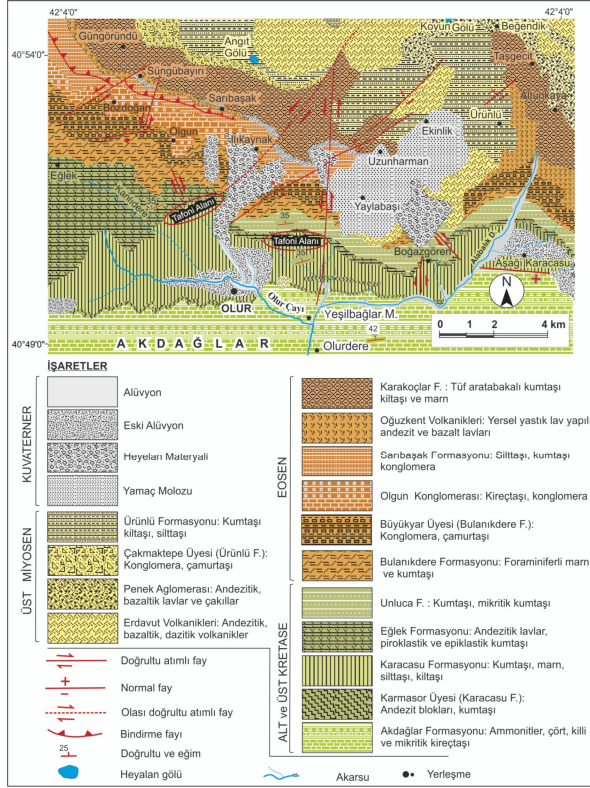 42°4'0" 42°4'0"
40°54'
Güngöründü
Angıt
Gölü
Koyun Gölü
Beğendik
Taşgecit
Süngübayırı
Sarıbaşak
Bozdoğan
Olgun
Ilıkaynak
Altunkaya
Ürünlü
Ekinlik
Uzunharman
Eğlek
Yaylabaşı
Tafoni Alanı
35
Tafoni Alanı
Boğazgören
Aşağı Karacasu
N
OLUR
Olur Çayı
Yeşilbağlar M.
0 1 2 4 km
42
40°49'0"
AKDAĞLAR
Olurdere
İŞARETLER
KUVATERNER
Alüvyon
Eski Alüvyon
Heyelan Materyali
Yamaç Molozu
ÜST MİYOSEN
Ürünlü Formasyonu: Kumtaşı
kiltaşı, silttaşı
Çakmaktepe Üyesi (Ürünlü F.):
Konglomera, çamurtaşı
Penek Aglomerası: Andezitik,
bazaltik lavlar ve çakıllar
Erdavut Volkanikleri: Andezitik,
bazaltik, dazitik volkanikler
Doğrultu atımlı fay
Normal fay
Olası doğrultu atımlı fay
Bindirme fayı
25
Doğrultu ve eğim
Heyalan gölü
EOSEN
Karakoçlar F. : Tüf aratabakalı kumtaşı
kiltaşı ve marn
Oğuzkent Volkanikleri: Yersel yastık lav yapılı
andezit ve bazalt lavları
Sarıbaşak Formasyonu: Silttaşı, kumtaşı
konglomera
Olgun Konglomerası: Kireçtaşı, konglomera
Büyükyar Üyesi (Bulanıkdere F.):
Konglomera, çamurtaşı
Bulanıkdere Formasyonu: Foraminiferli marn
ve kumtaşı
ALT ve ÜST KRETASE
Unluca F. : Kumtaşı, mikritik kumtaşı
Eğlek Formasyonu: Andezitik lavlar,
piroklastik ve epiklastik kumtaşı
Karacasu Formasyonu: Kumtaşı, marn,
silttaşı, kiltaşı
Karmasor Üyesi (Karacasu F.):
Andezit blokları, kumtaşı
Akdağlar Formasyonu: Ammonitler, çört, killi
ve mikritik kireçtaşı
Akarsu
Yerleşme